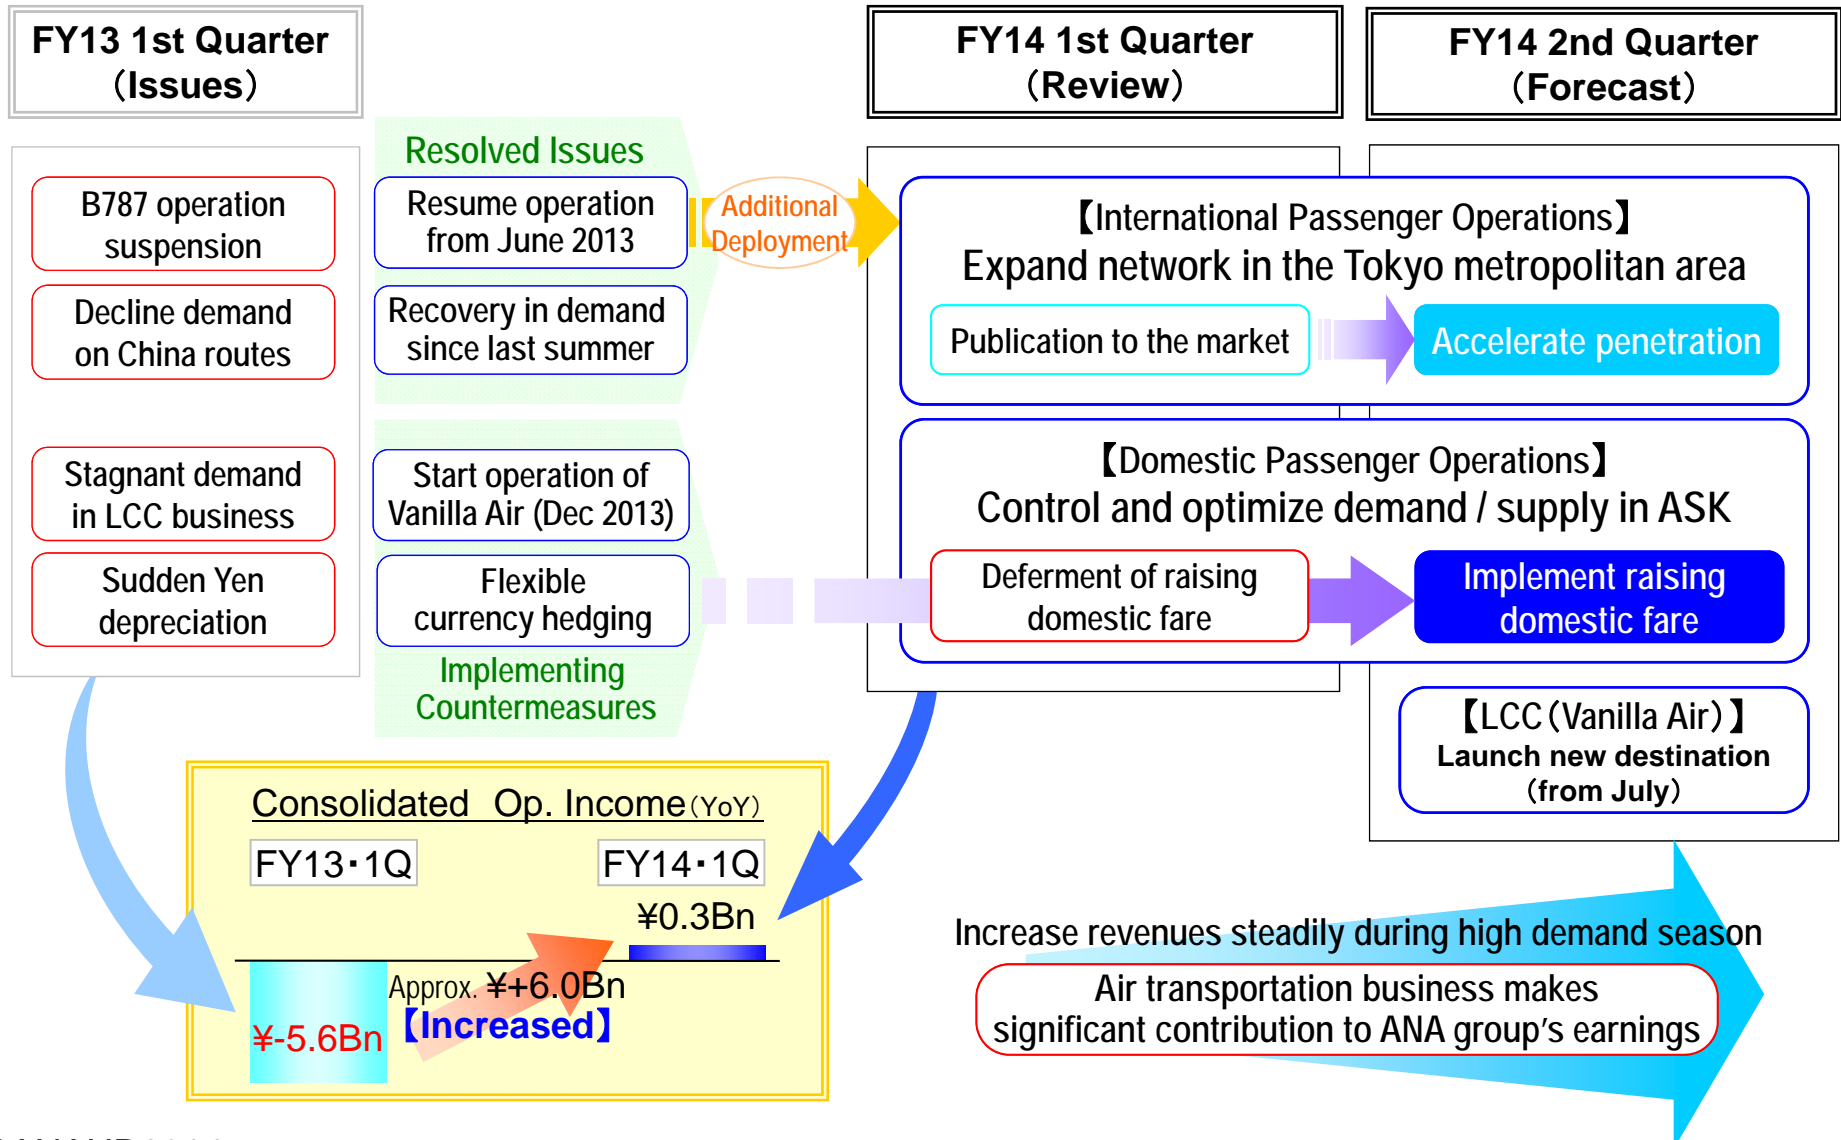 FY13 1st Quarter
（Issues）
FY14 1st Quarter
（Review）
FY14 2nd Quarter
（Forecast）
B787 operation
suspension
Decline demand
on China routes
Stagnant demand
in LCC business
Sudden Yen
depreciation
Resolved Issues
Resume operation
from June 2013
Recovery in demand
since last summer
Start operation of
Vanilla Air (Dec 2013)
Flexible
currency hedging
Implementing
Countermeasures
Additional
Deployment
【International Passenger Operations】
Expand network in the Tokyo metropolitan area
Publication to the market
Accelerate penetration
【Domestic Passenger Operations】
Control and optimize demand / supply in ASK
Deferment of raising
domestic fare
Implement raising
domestic fare
【LCC（Vanilla Air）】
Launch new destination
（from July）
Consolidated Op. Income（YoY）
FY13・1Q
FY14・1Q
¥0.3Bn
Approx. ¥+6.0Bn
【Increased】
¥-5.6Bn
Increase revenues steadily during high demand season
Air transportation business makes
significant contribution to ANA group's earnings